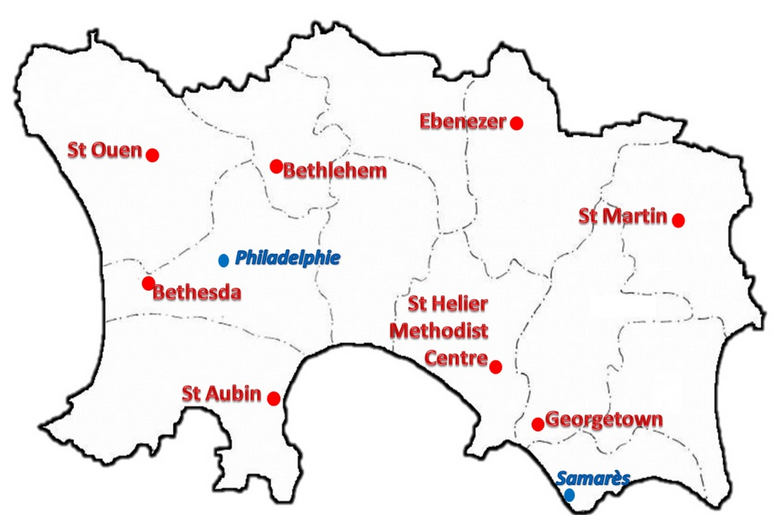 Ebenezer
St Ouen
Bethlehem
St Martin
Philadelphie
Bethesda
St Helier
Methodist
Centre
St Aubin
Georgetown
Samarès